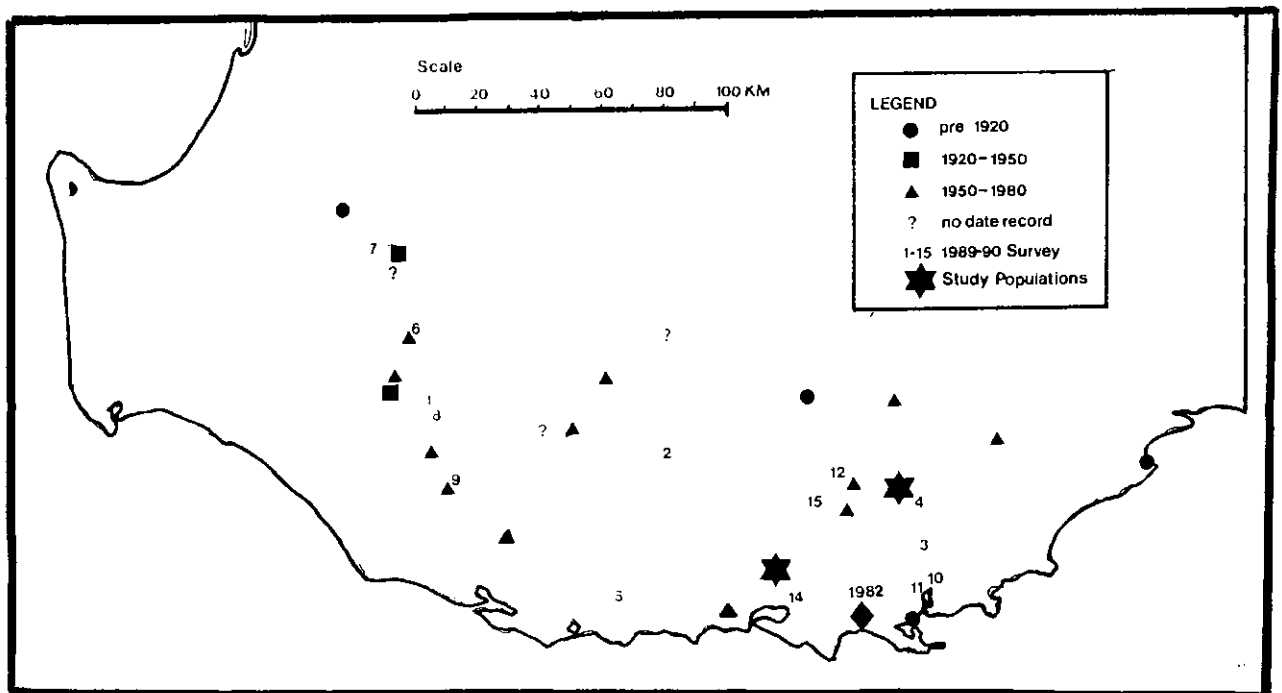 Scale
0 20 40 60 80 100 KM
LEGEND
pre 1920
1920-1950
1950-1980
? no date record
1-15 1989-90 Survey
Study Populations
7
?
6
?
1
8
?
2
9
12
4
15
3
5
14
1982
11 10